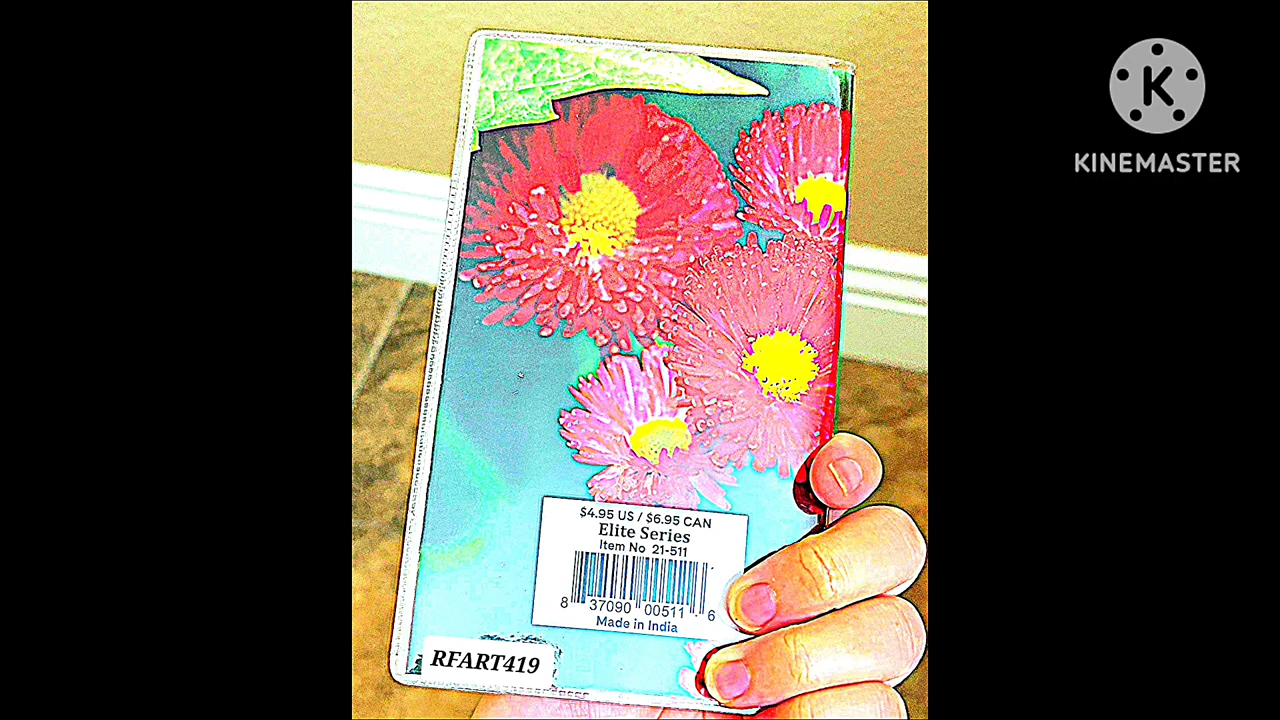 KINEMASTER
$4.95 US / $6.95 CAN
Elite Series
Item No 21-511
8 37090 00511 6
Made in India
RFART419